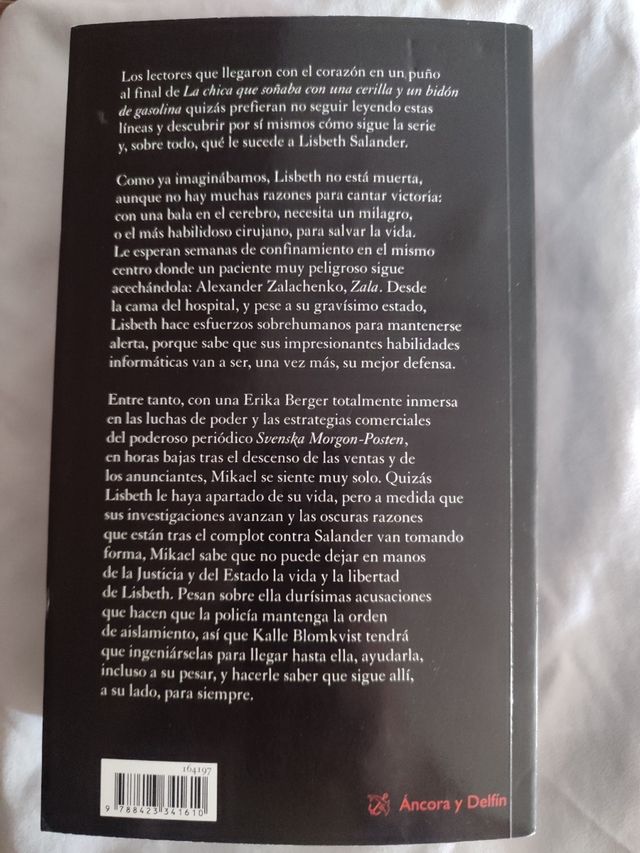 Los lectores que llegaron con el corazón en un puño
al final de La chica que soñaba con una cerilla y un bidón
de gasolina quizás prefieran no seguir leyendo estas
líneas y descubrir por sí mismos cómo sigue la serie
y, sobre todo, qué le sucede a Lisbeth Salander.
Como ya imaginábamos, Lisbeth no está muerta,
aunque no hay muchas razones para cantar victoria:
con una bala en el cerebro, necesita un milagro,
o el más habilidoso cirujano, para salvar la vida.
Le esperan semanas de confinamiento en el mismo
centro donde un paciente muy peligroso sigue
acechándola: Alexander Zalachenko, Zala. Desde
la cama del hospital, y pese a su gravísimo estado,
Lisbeth hace esfuerzos sobrehumanos para mantenerse
alerta, porque sabe que sus impresionantes habilidades
informáticas van a ser, una vez más, su mejor defensa.
Entre tanto, con una Erika Berger totalmente inmersa
en las luchas de poder y las estrategias comerciales
del poderoso periódico Svenska Morgon-Posten,
en horas bajas tras el descenso de las ventas y de
los anunciantes, Mikael se siente muy solo. Quizás
Lisbeth le haya apartado de su vida, pero a medida que
sus investigaciones avanzan y las oscuras razones
que están tras el complot contra Salander van tomando
forma, Mikael sabe que no puede dejar en manos
de la Justicia y del Estado la vida y la libertad
de Lisbeth. Pesan sobre ella durísimas acusaciones
que hacen que la policía mantenga la orden
de aislamiento, así que Kalle Blomkvist tendrá
que ingeniárselas para llegar hasta ella, ayudarla,
incluso a su pesar, y hacerle saber que sigue allí,
a su lado, para siempre.
164197
9 788423 341610
Áncora y Delfín